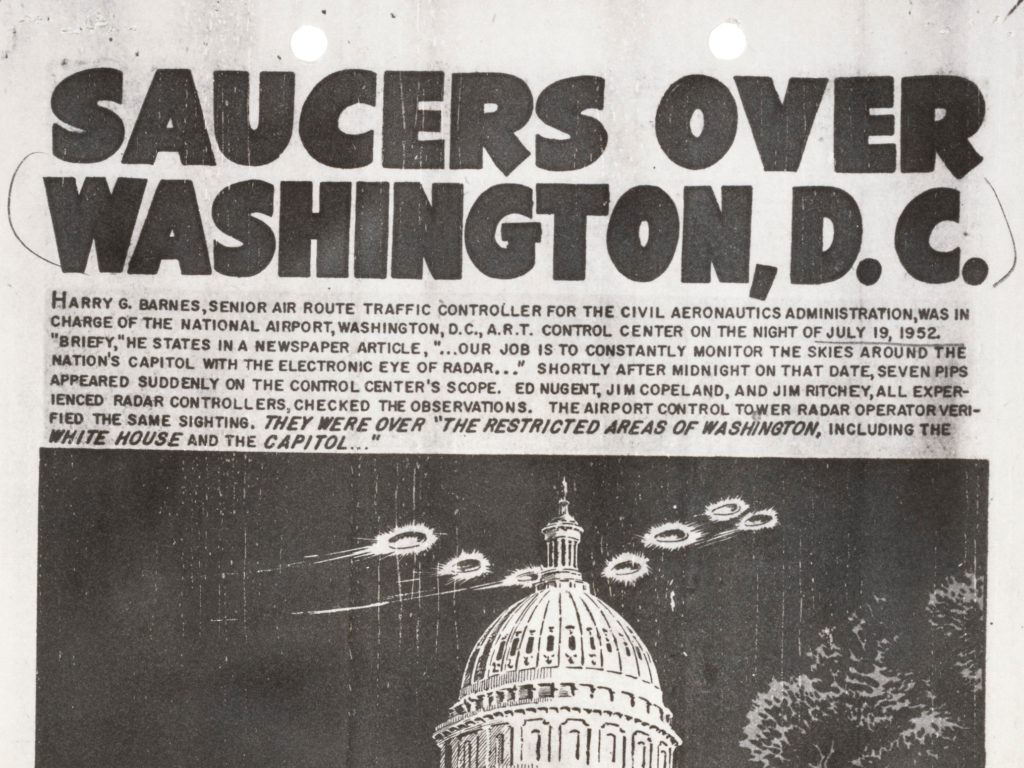 SAUCERS OVER
WASHINGTON, D.C.
HARRY G. BARNES, SENIOR AIR ROUTE TRAFFIC CONTROLLER FOR THE CIVIL AERONAUTICS ADMINISTRATION, WAS IN
CHARGE OF THE NATIONAL AIRPORT, WASHINGTON, D.C., A.R.T. CONTROL CENTER ON THE NIGHT OF JULY 19, 1952.
"BRIEFY," HE STATES IN A NEWSPAPER ARTICLE, "...OUR JOB IS TO CONSTANTLY MONITOR THE SKIES AROUND THE
NATION'S CAPITOL WITH THE ELECTRONIC EYE OF RADAR..." SHORTLY AFTER MIDNIGHT ON THAT DATE, SEVEN PIPS
APPEARED SUDDENLY ON THE CONTROL CENTER'S SCOPE. ED NUGENT, JIM COPELAND, AND JIM RITCHEY, ALL EXPER-
IENCED RADAR CONTROLLERS, CHECKED THE OBSERVATIONS. THE AIRPORT CONTROL TOWER RADAR OPERATOR VERI-
FIED THE SAME SIGHTING. THEY WERE OVER "THE RESTRICTED AREAS OF WASHINGTON, INCLUDING THE
WHITE HOUSE AND THE CAPITOL..."